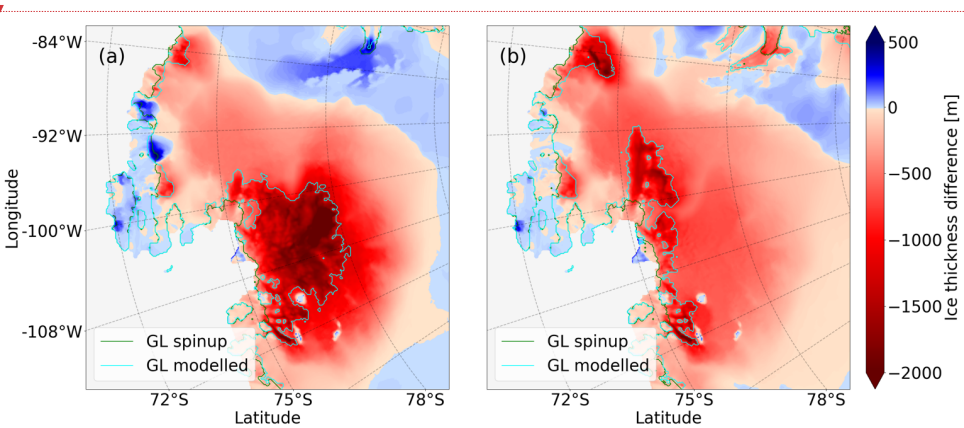 (a)
(b)
-84°W
-92°W
-100°W
-108°W
Longitude
GL spinup
GL modelled
GL spinup
GL modelled
72°S 75°S 78°S
72°S 75°S 78°S
Latitude
Latitude
500
0
−500
−1000
−1500
−2000
Ice thickness difference [m]